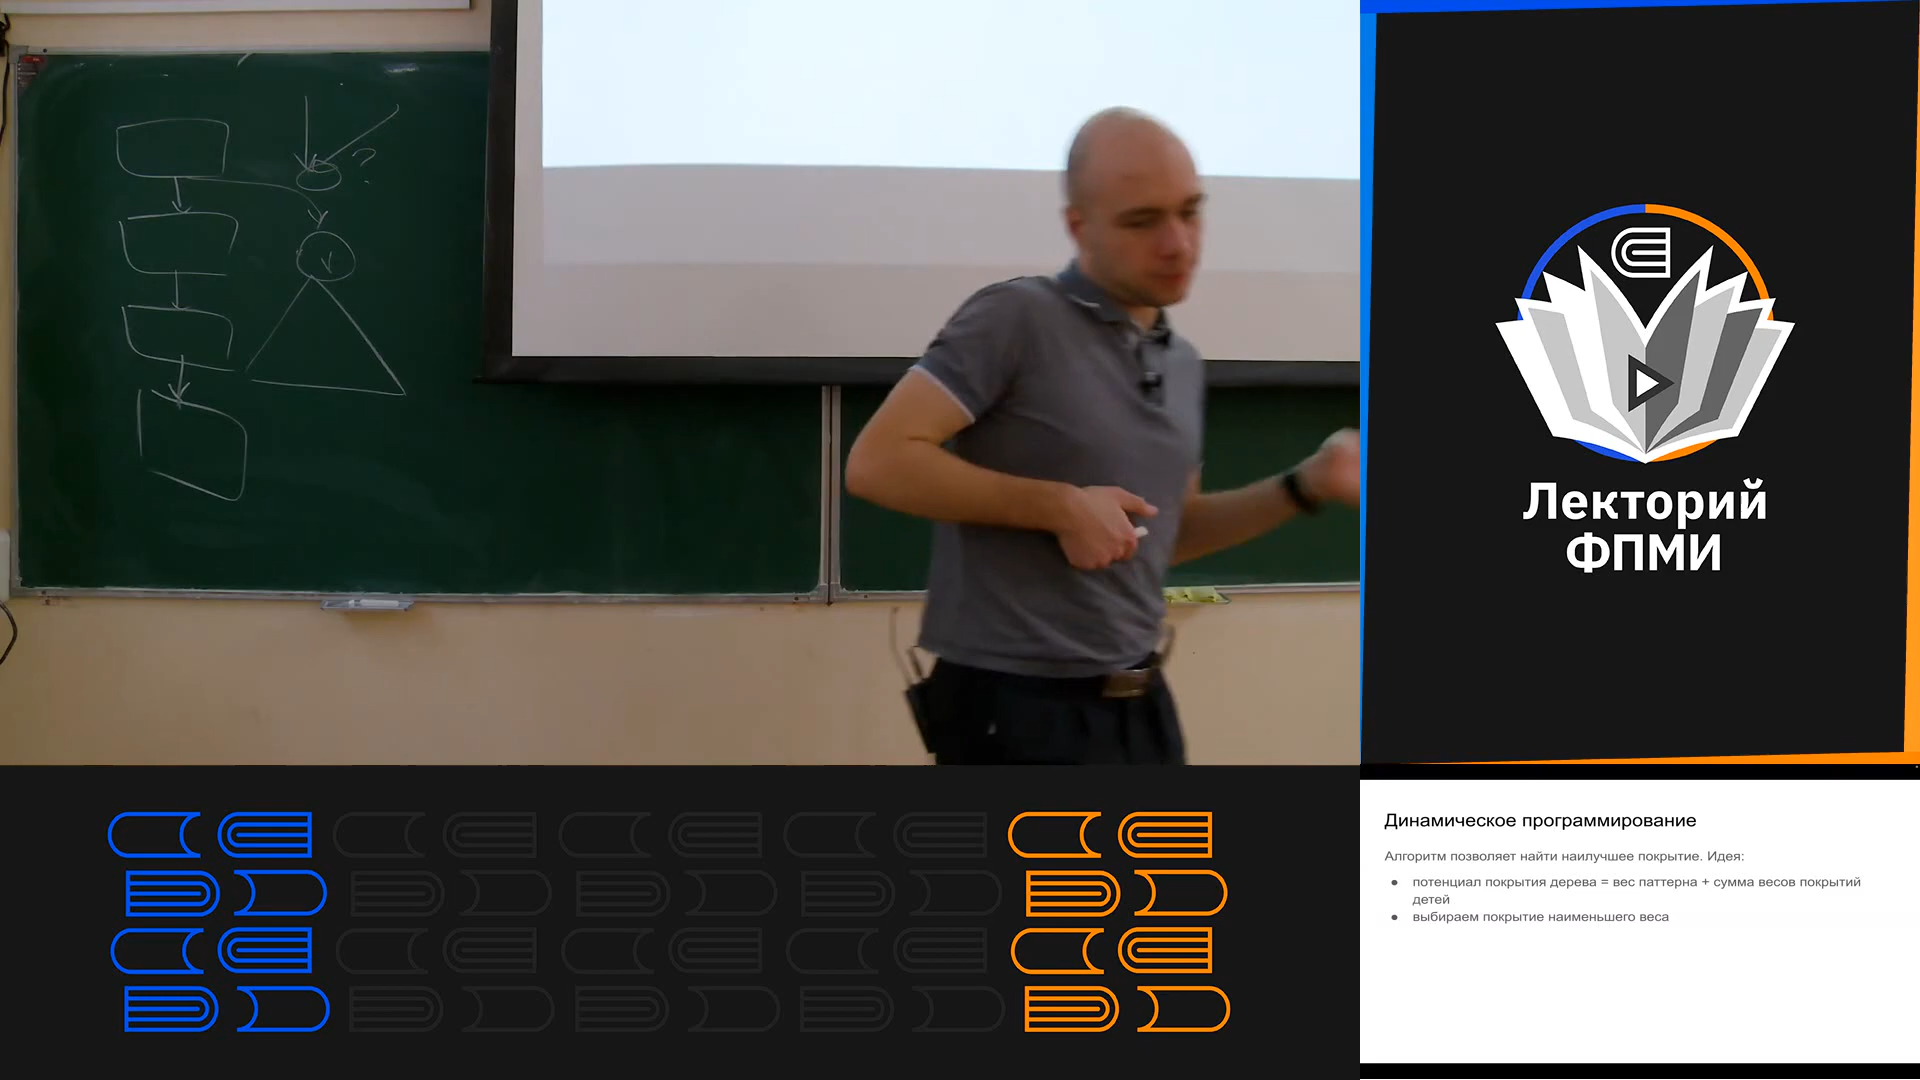 ?
V
Лекторий
ФПМИ
Динамическое программирование
Алгоритм позволяет найти наилучшее покрытие. Идея:
● потенциал покрытия дерева = вес паттерна + сумма весов покрытий
детей
● выбираем покрытие наименьшего веса